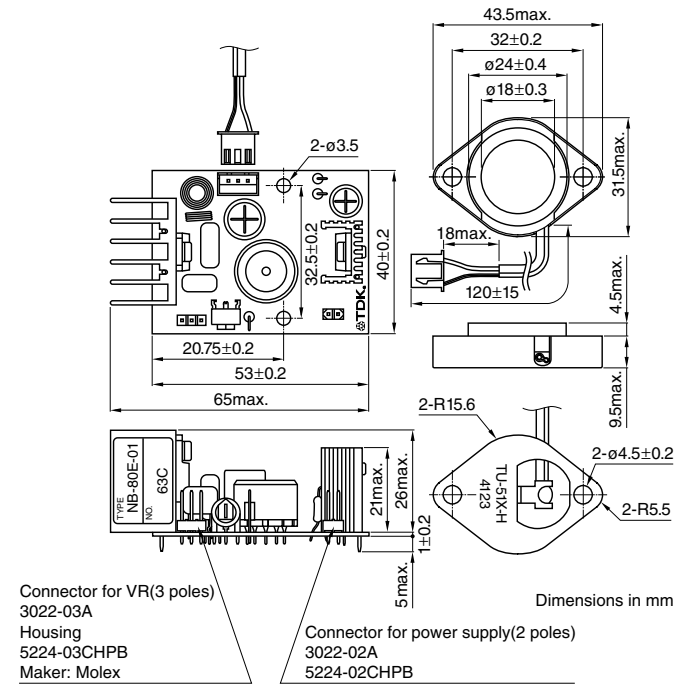 43.5max.
32±0.2
ø24±0.4
ø18±0.3
2-ø3.5
31.5max.
32.5±0.2
40±0.2
18max.
120±15
TDK.
20.75±0.2
53±0.2
65max.
4.5max.
9.5max.
2-R15.6
2-ø4.5±0.2
TU-51X-H
4123
2-R5.5
TYPE
NB-80E-01
NO.
63C
21max.
26max.
1±0.2
5max.
Dimensions in mm
Connector for VR(3 poles)
3022-03A
Housing
5224-03CHPB
Maker: Molex
Connector for power supply(2 poles)
3022-02A
5224-02CHPB